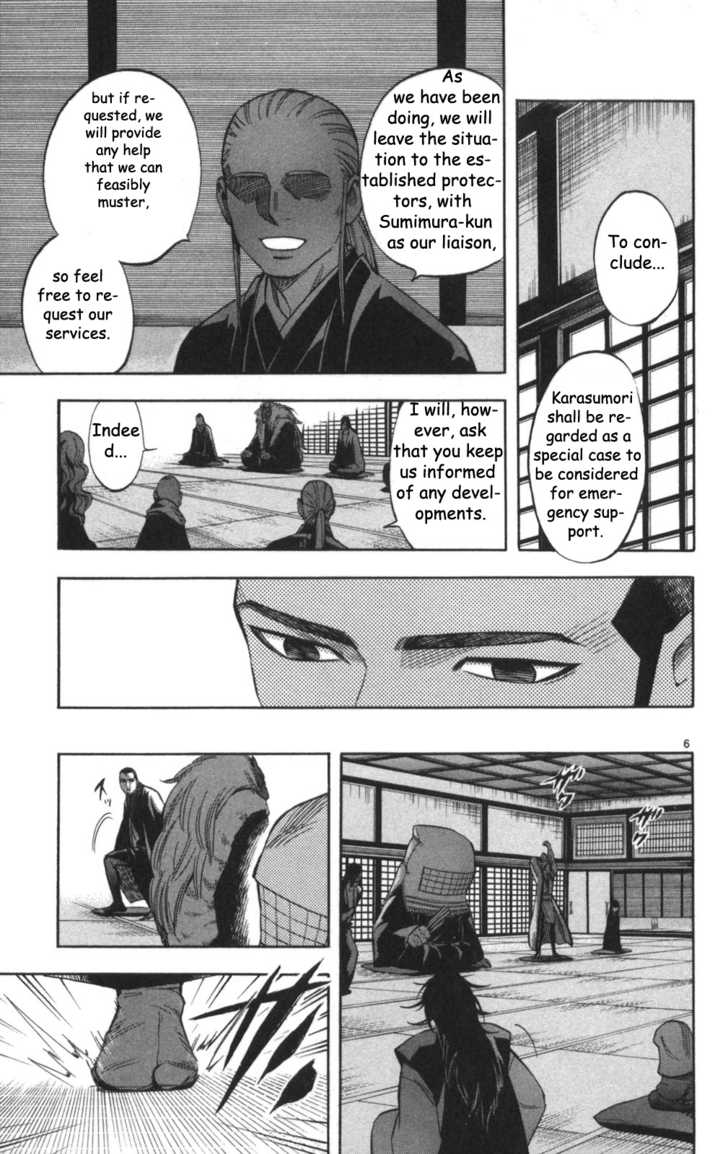 To con-
clude...
Karasumori
shall be re-
garded as a
special case to
be considered
for emer-
gency sup-
port.
As
we have been
doing, we will
leave the situa-
tion to the es-
tablished protec-
tors, with
Sumimura-kun
as our liaison,
but if re-
quested, we
will provide
any help
that we can
feasibly
muster,
so feel
free to re-
quest our
services.
I will, how-
ever, ask
that you keep
us informed
of any devel-
opments.
Indee
d...
6